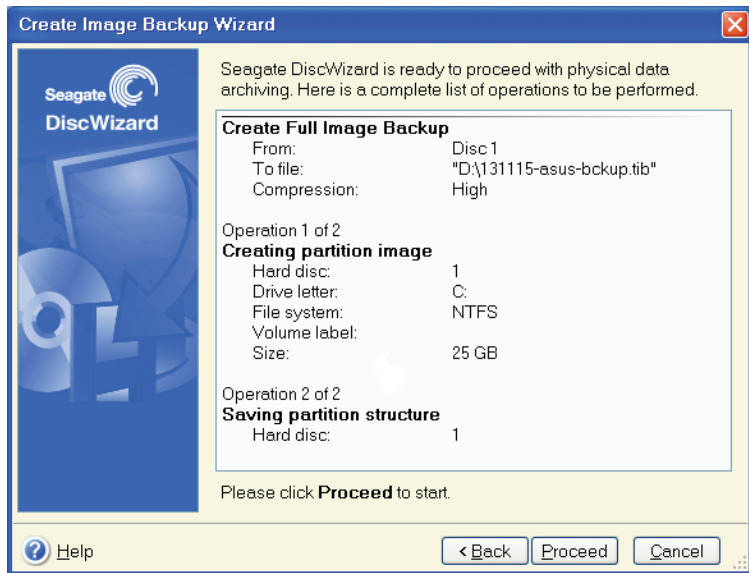 Create Image Backup Wizard
Seagate
DiscWizard
Seagate DiscWizard is ready to proceed with physical data
archiving. Here is a complete list of operations to be performed.
Create Full Image Backup
From: Disc 1
To file: "D:\131115-asus-bckup.tib"
Compression: High
Operation 1 of 2
Creating partition image
Hard disc: 1
Drive letter: C:
File system: NTFS
Volume label:
Size: 25 GB
Operation 2 of 2
Saving partition structure
Hard disc: 1
Please click Proceed to start.
? Help
< Back Proceed Cancel